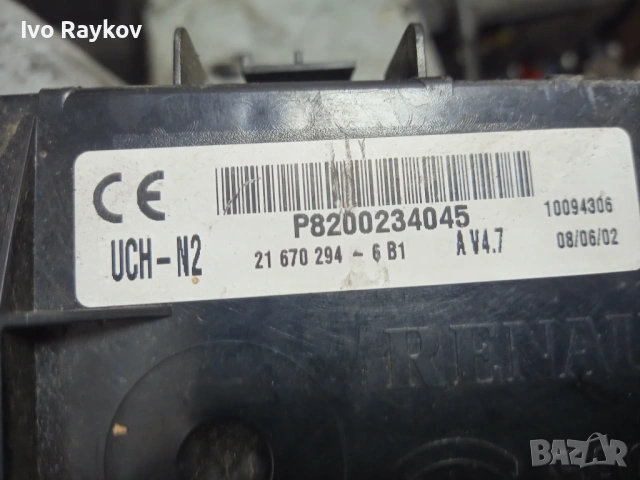 Ivo Raykov
CE
P8200234045
10094306
UCH-N2
21 670 294 - 6 B1
A V4.7
08/06/02
RENAU
BAZAR
bg